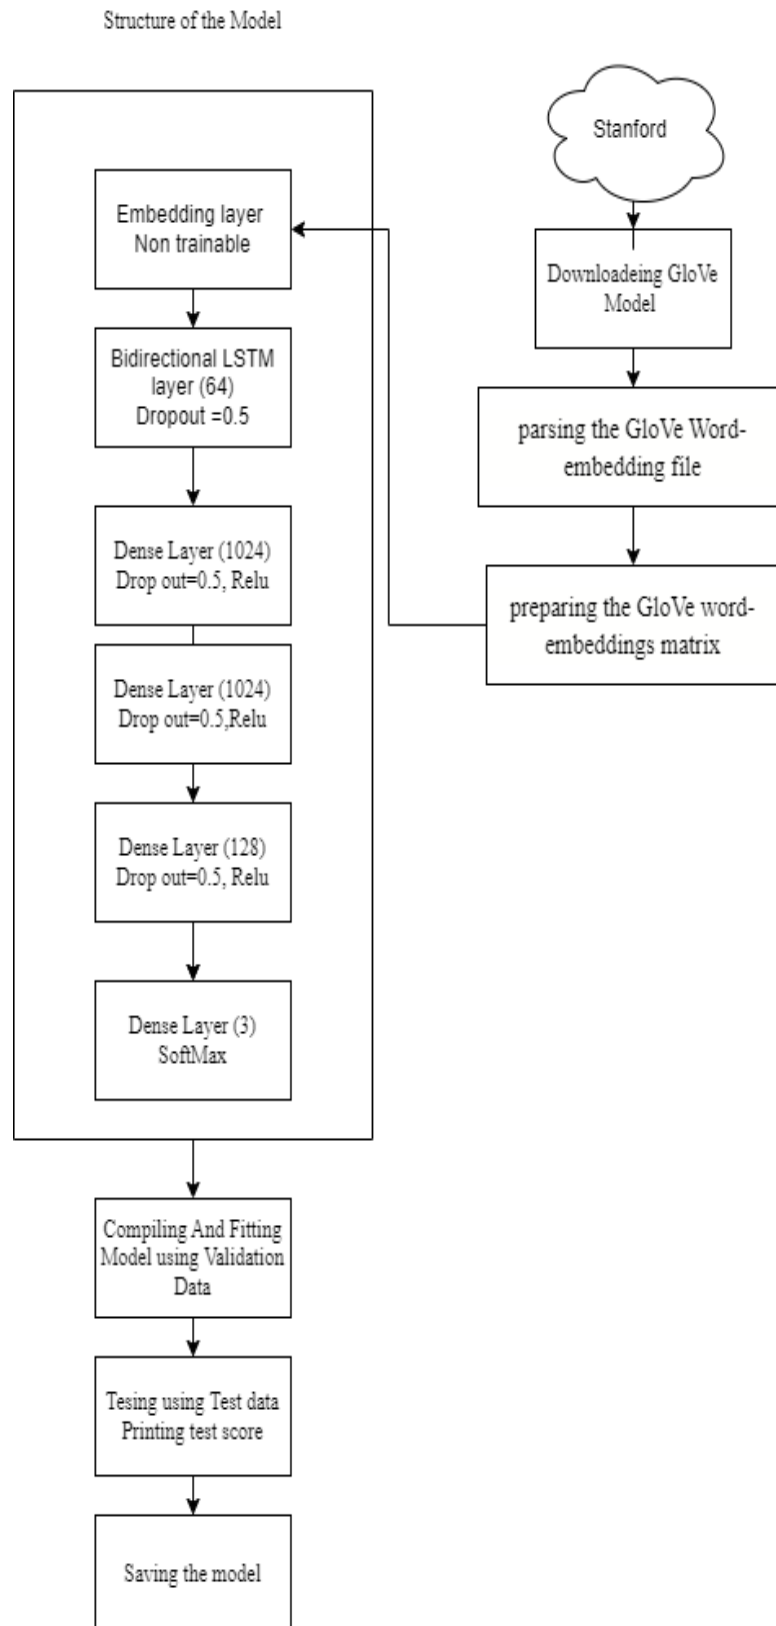 Structure of the Model
Stanford
Embedding layer
Non trainable
Downloadeing GloVe
Model
Bidirectional LSTM
layer (64)
Dropout =0.5
parsing the GloVe Word-
embedding file
Dense Layer (1024)
Drop out=0.5, Relu
preparing the GloVe word-
embeddings matrix
Dense Layer (1024)
Drop out=0.5,Relu
Dense Layer (128)
Drop out=0.5, Relu
Dense Layer (3)
SoftMax
Compiling And Fitting
Model using Validation
Data
Tesing using Test data
Printing test score
Saving the model